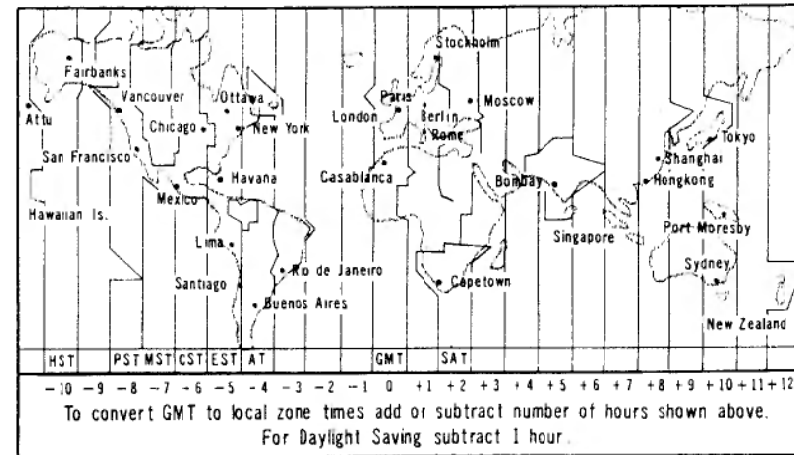 Stockholm
Fairbanks
Vancouver Ottawa Paris Berlin Moscow
Attu Chicago New York London Rome Tokyo
San Francisco Shanghai
Havana Casablanca Bombay Hongkong
Mexico
Hawaiian Is. Port Moresby
Lima Singapore
Rio de Janeiro Sydney
Santiago Capetown
Buenos Aires
New Zealand
HST PST MST CST EST AT GMT SAT
-10 -9 -8 -7 -6 -5 -4 -3 -2 -1 0 +1 +2 +3 +4 +5 +6 +7 +8 +9 +10 +11 +12
To convert GMT to local zone times add or subtract number of hours shown above.
For Daylight Saving subtract 1 hour.